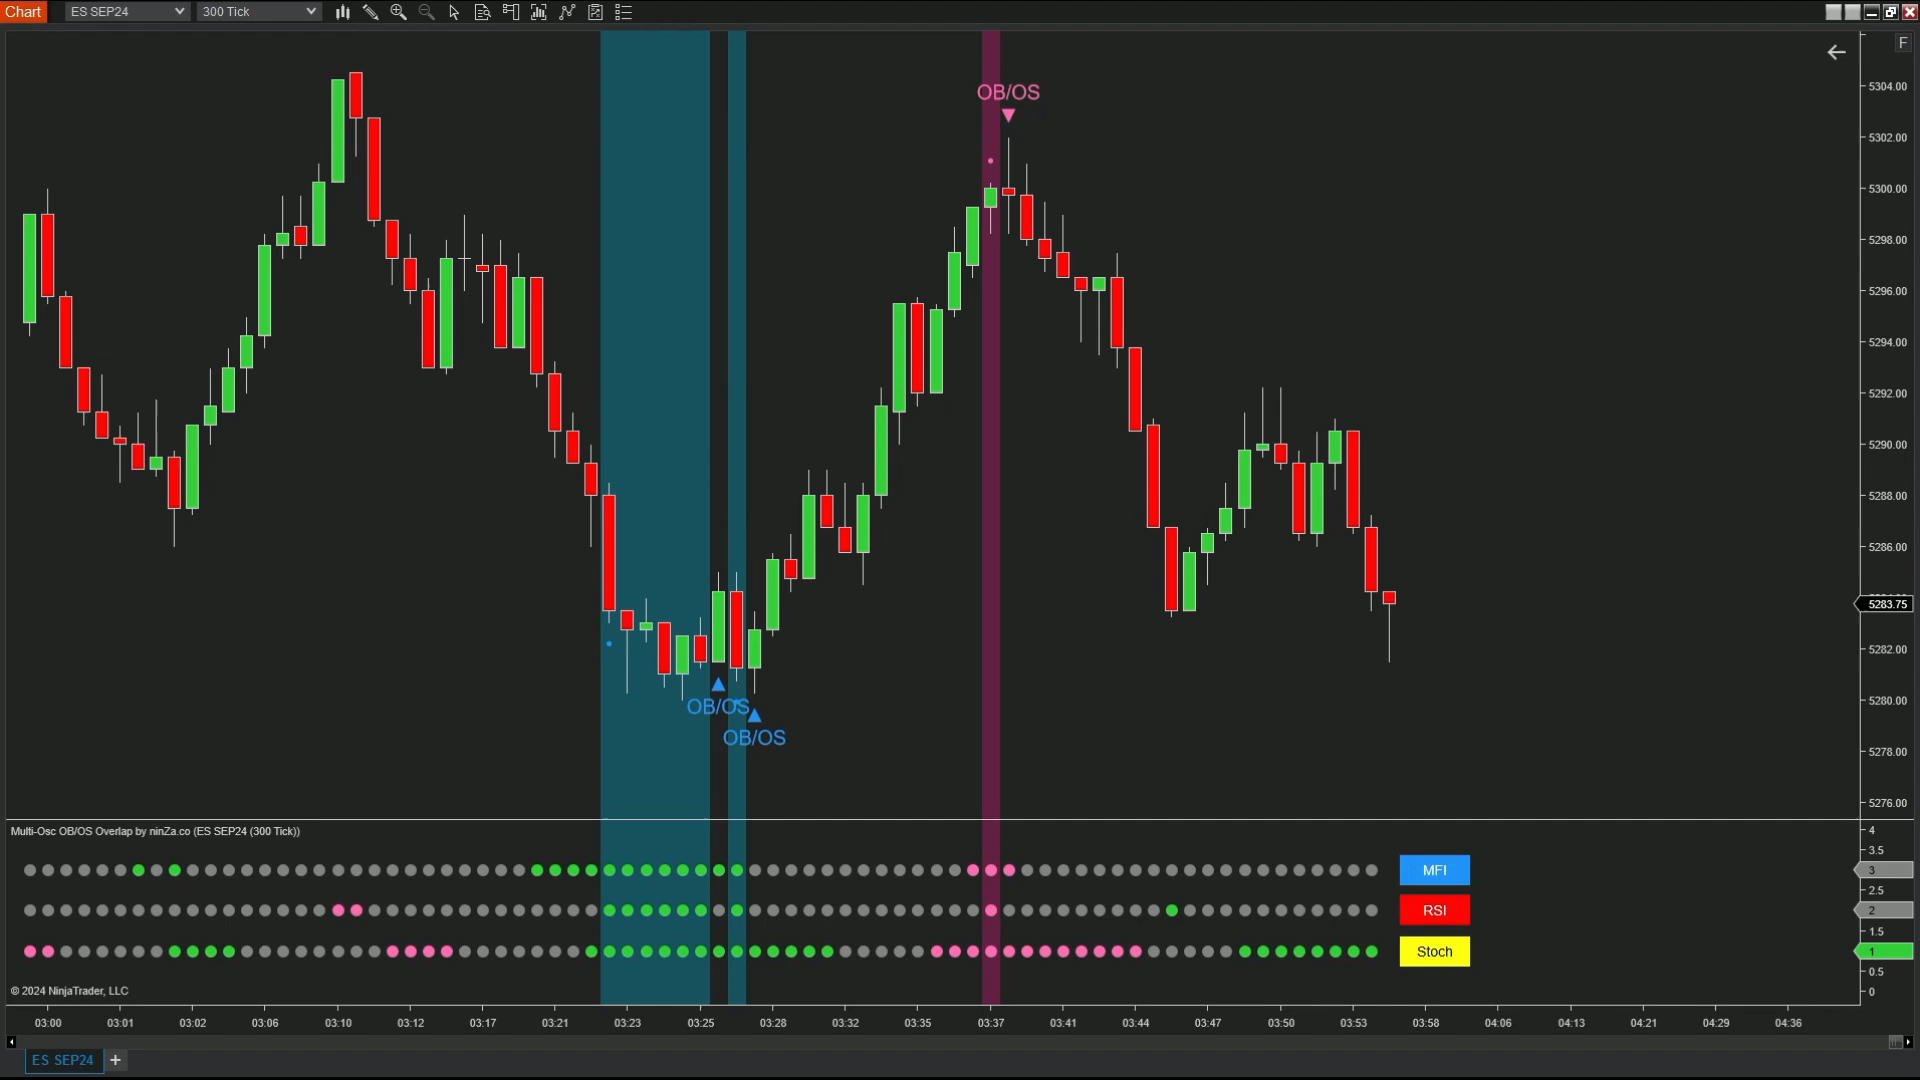 Chart
ES SEP24
300 Tick
F
OB/OS
OB/OS
OB/OS
5304.00
5302.00
5300.00
5298.00
5296.00
5294.00
5292.00
5290.00
5288.00
5286.00
5283.75
5282.00
5280.00
5278.00
5276.00
Multi-Osc OB/OS Overlap by ninZa.co (ES SEP24 (300 Tick))
4
3.5
MFI
3
2.5
RSI
2
1.5
Stoch
1
0.5
0
© 2024 NinjaTrader, LLC
03:00 03:01 03:02 03:06 03:10 03:12 03:17 03:21 03:23 03:25 03:28 03:32 03:35 03:37 03:41 03:44 03:47 03:50 03:53 03:58 04:06 04:13 04:21 04:29 04:36
ES SEP24 +